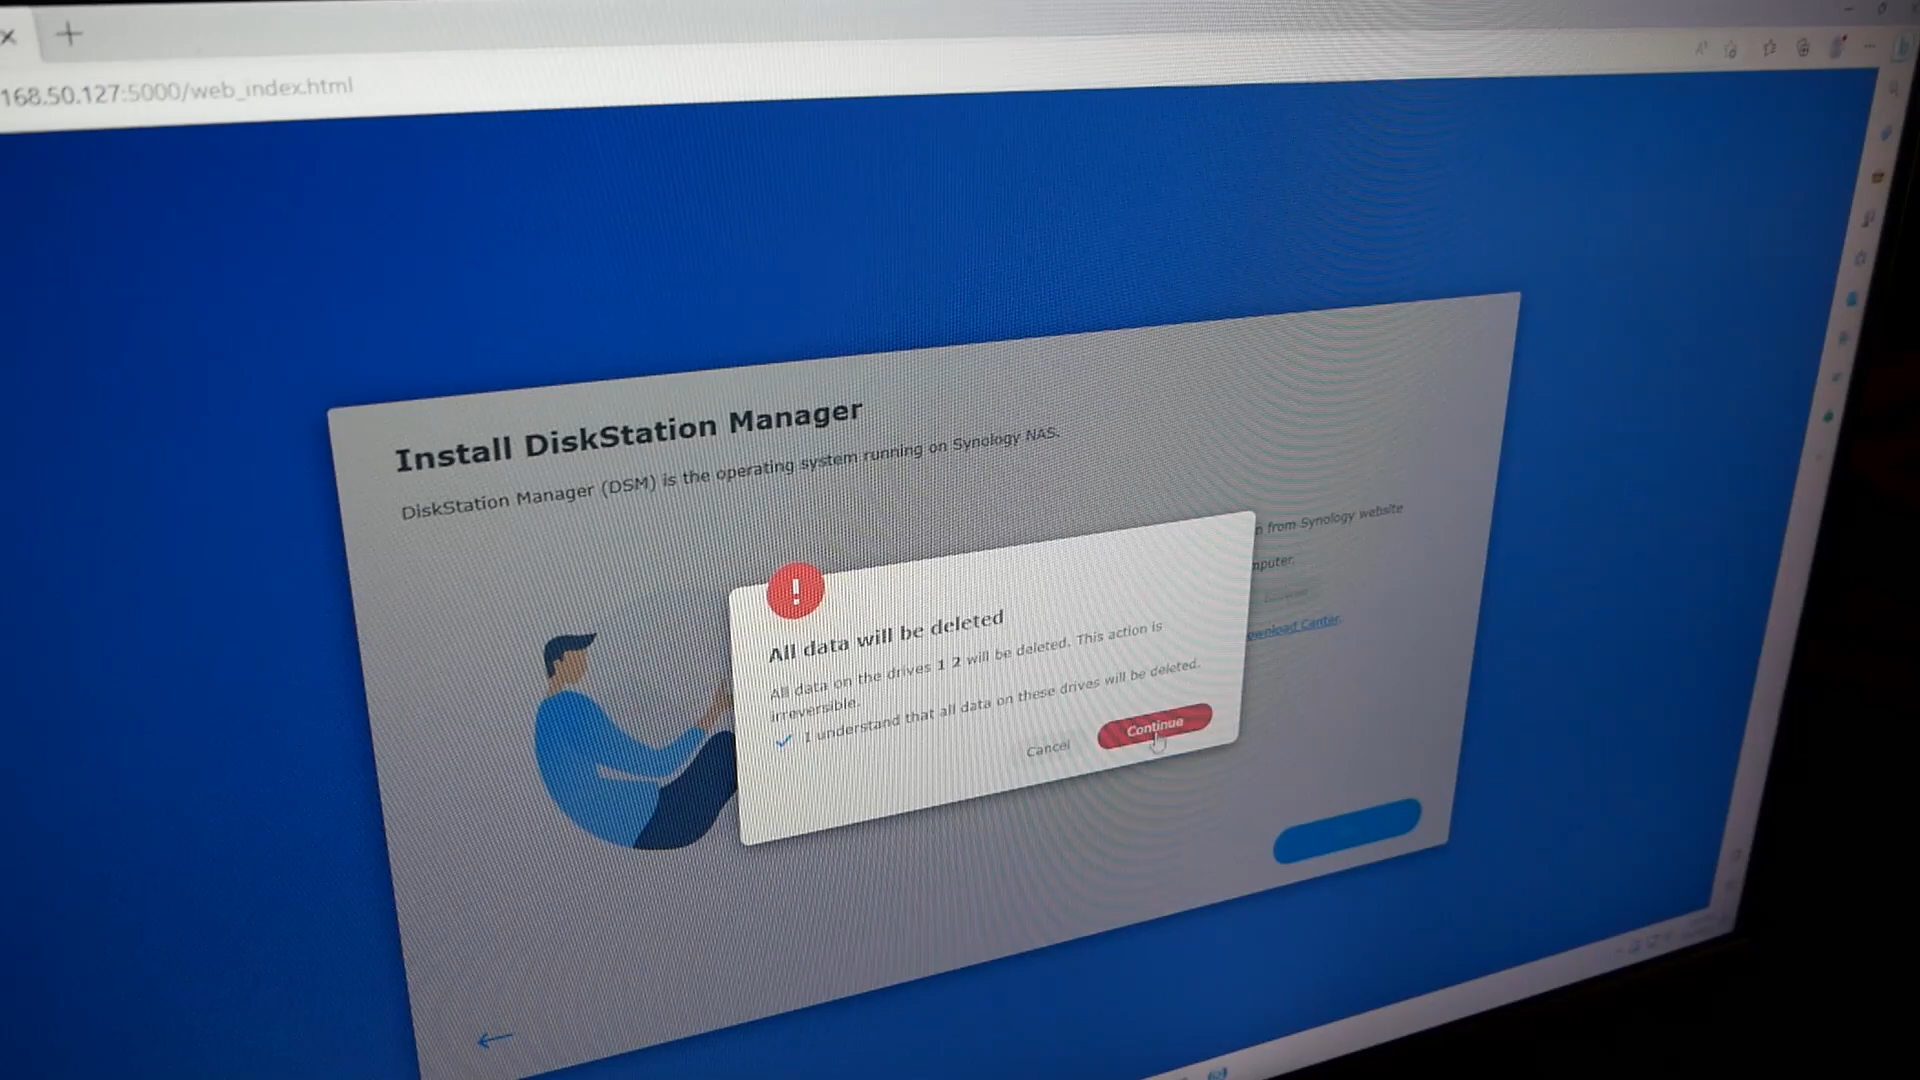 168.50.127:5000/web_index.html
Install DiskStation Manager
DiskStation Manager (DSM) is the operating system running on Synology NAS.
n from Synology website
mputer.
ownload Center.
!
All data will be deleted
All data on the drives 1 2 will be deleted. This action is
irreversible.
I understand that all data on these drives will be deleted.
Cancel
Continue